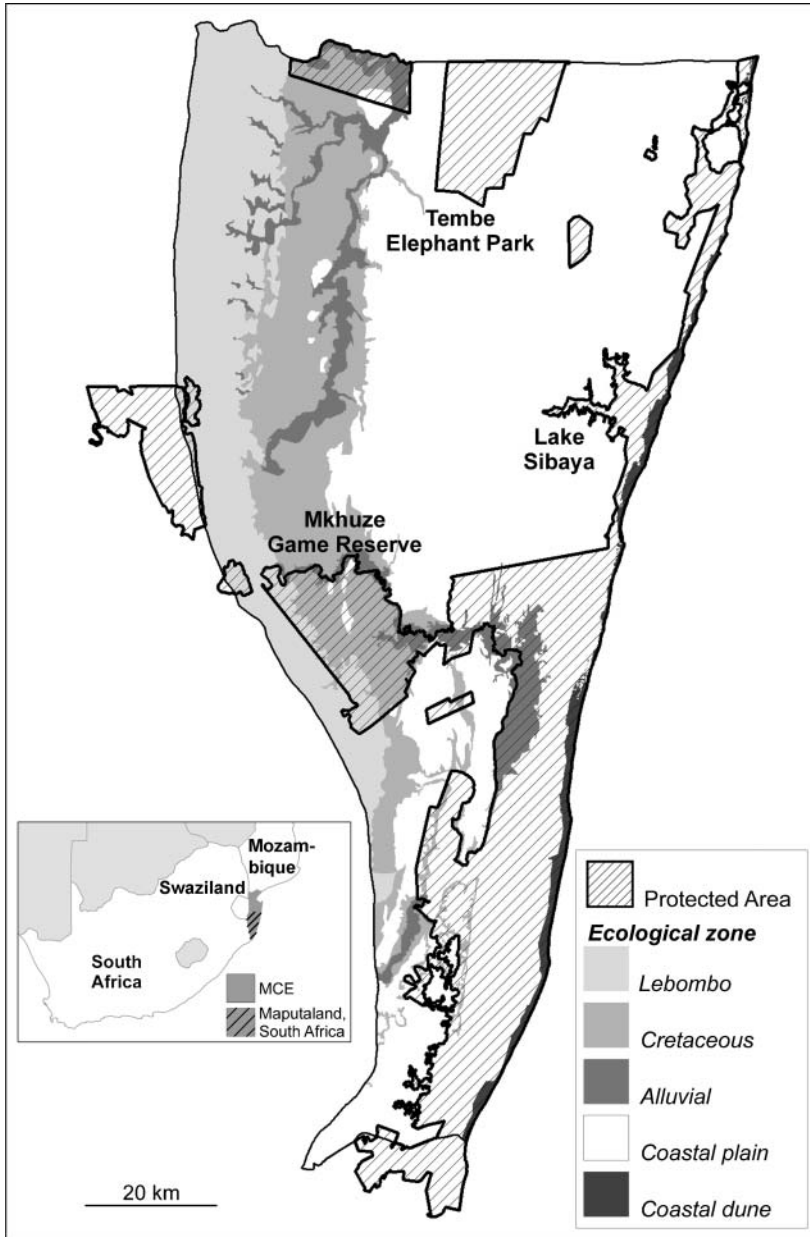 Tembe
Elephant Park
Lake
Sibaya
Mkhuze
Game Reserve
Mozam-
bique
Swaziland
South
Africa
MCE
Maputaland,
South Africa
20 km
Protected Area
Ecological zone
Lebombo
Cretaceous
Alluvial
Coastal plain
Coastal dune